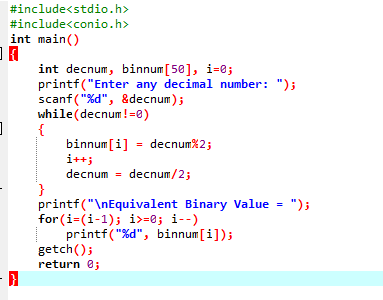 #include<stdio.h>
#include<conio.h>
int main()
{
    int decnum, binnum[50], i=0;
    printf("Enter any decimal number: ");
    scanf("%d", &decnum);
    while(decnum!=0)
    {
        binnum[i] = decnum%2;
        i++;
        decnum = decnum/2;
    }
    printf("\nEquivalent Binary Value = ");
    for(i=(i-1); i>=0; i--)
        printf("%d", binnum[i]);
    getch();
    return 0;
}